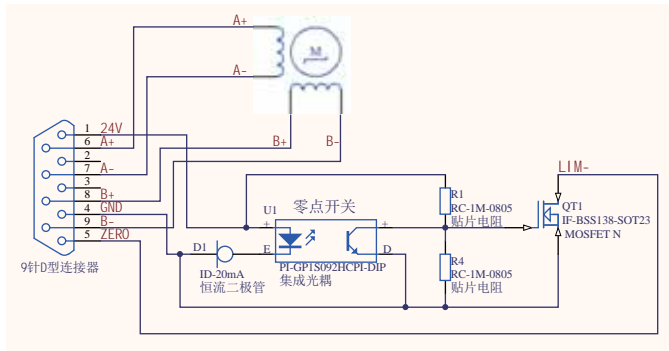 A+
M
A-
B+
B-
1 24V
6 A+
2
7 A-
3
8 B+
4 GND
9 B-
5 ZERO
9针D型连接器
LIM-
R1
RC-1M-0805
贴片电阻
U1 零点开关
+ +
QT1
IF-BSS138-SOT23
MOSFET N
D1 E D
ID-20mA
恒流二极管
PI-GP1S092HCPI-DIP
集成光耦
R4
RC-1M-0805
贴片电阻